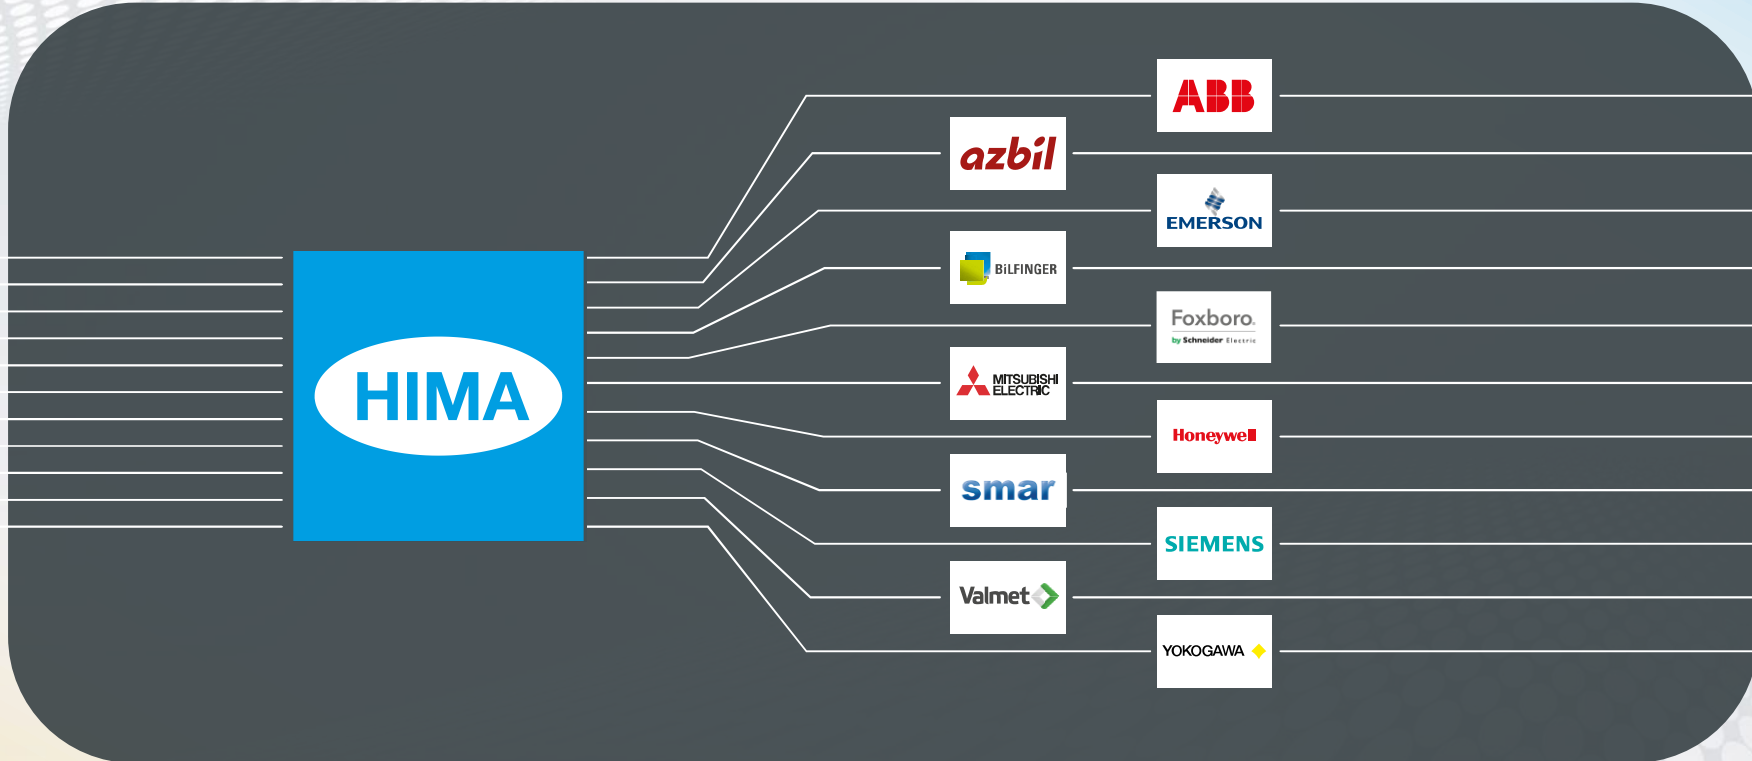 ABB
azbil
EMERSON
BiLFINGER
Foxboro.
by Schneider Electric
HIMA
MITSUBISHI
ELECTRIC
Honeywell
smar
SIEMENS
Valmet
YOKOGAWA